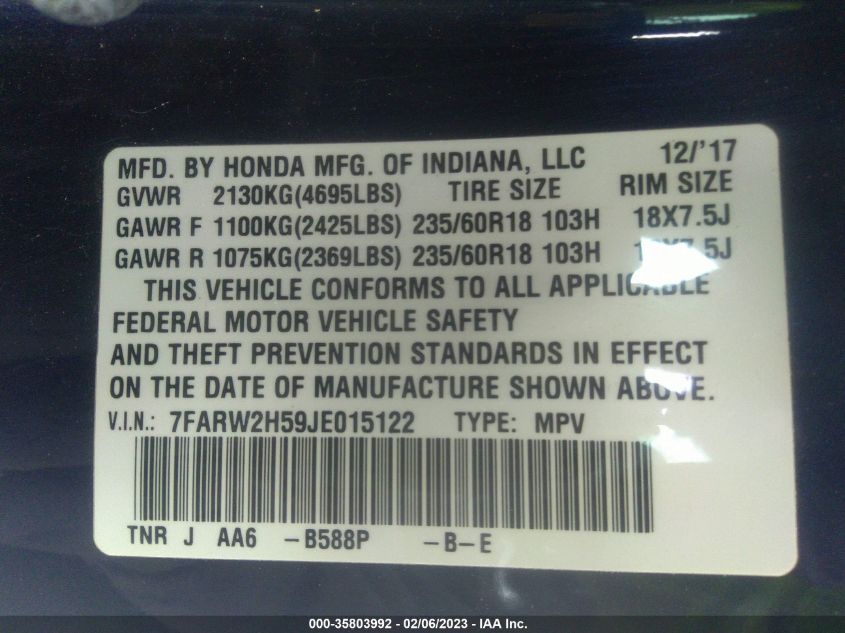 MFD. BY HONDA MFG. OF INDIANA, LLC 12/'17
GVWR 2130KG(4695LBS) TIRE SIZE RIM SIZE
GAWR F 1100KG(2425LBS) 235/60R18 103H 18X7.5J
GAWR R 1075KG(2369LBS) 235/60R18 103H
THIS VEHICLE CONFORMS TO ALL APPLICABLE
FEDERAL MOTOR VEHICLE SAFETY
AND THEFT PREVENTION STANDARDS IN EFFECT
ON THE DATE OF MANUFACTURE SHOWN ABOVE.
V.I.N.: 7FARW2H59JE015122 TYPE: MPV
TNR J AA6 -B588P -B-E
000-35803992 - 02/06/2023 - IAA Inc.